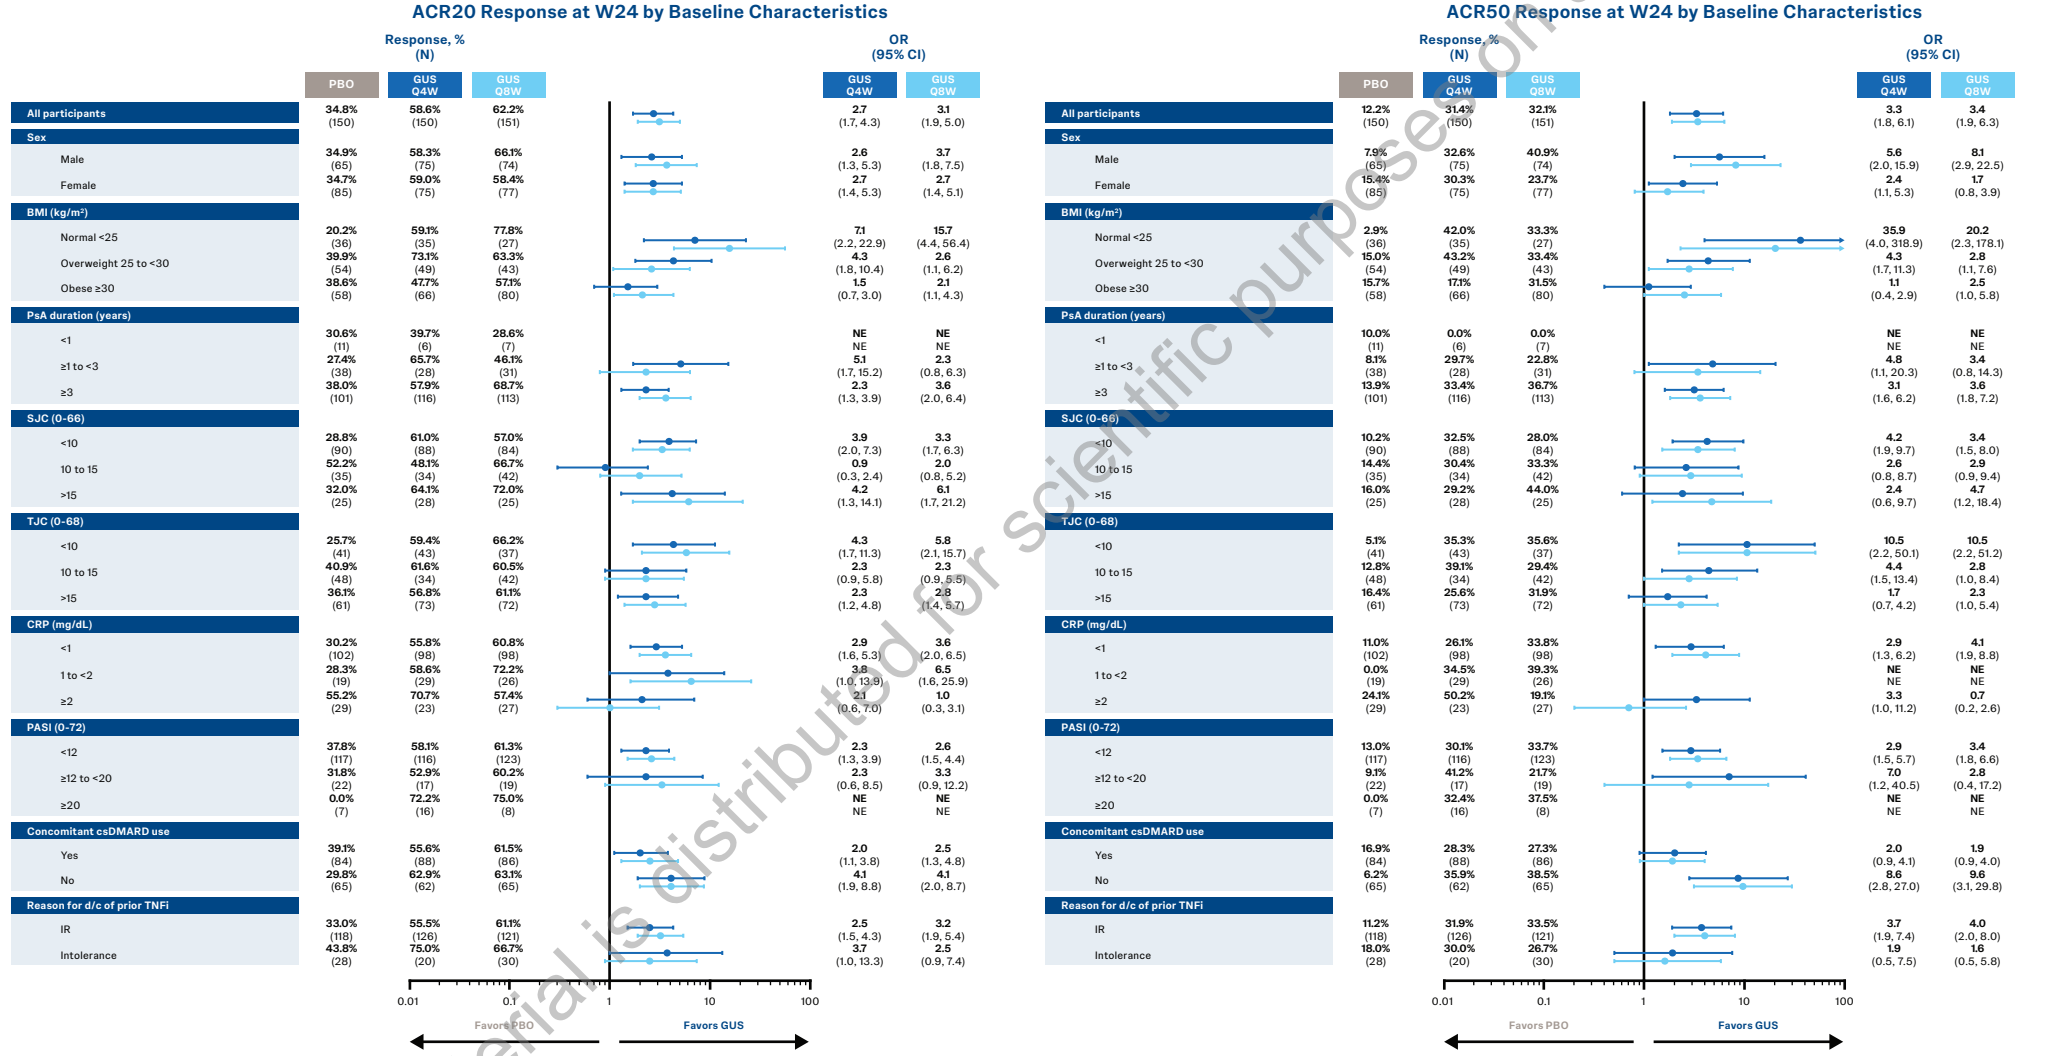 ACR20 Response at W24 by Baseline Characteristics
Response, %
(N)
OR
(95% CI)
PBO
GUS
Q4W
GUS
Q8W
GUS
Q4W
GUS
Q8W
All participants 34.8% 58.6% 62.2% 2.7 3.1
(150) (150) (151) (1.7, 4.3) (1.9, 5.0)
Sex
Male 34.9% 58.3% 66.1% 2.6 3.7
(65) (75) (74) (1.3, 5.3) (1.8, 7.5)
Female 34.7% 59.0% 58.4% 2.7 2.7
(85) (75) (77) (1.4, 5.3) (1.4, 5.1)
BMI (kg/m²)
Normal <25 20.2% 59.1% 77.8% 7.1 15.7
(36) (35) (27) (2.2, 22.9) (4.4, 56.4)
Overweight 25 to <30 39.9% 73.1% 63.3% 4.3 2.6
(54) (49) (43) (1.8, 10.4) (1.1, 6.2)
Obese ≥30 38.6% 47.7% 57.1% 1.5 2.1
(58) (66) (80) (0.7, 3.0) (1.1, 4.3)
PsA duration (years)
<1 30.6% 39.7% 28.6% NE NE
(11) (6) (7) NE NE
≥1 to <3 27.4% 65.7% 46.1% 5.1 2.3
(38) (28) (31) (1.7, 15.2) (0.8, 6.3)
≥3 38.0% 57.9% 68.7% 2.3 3.6
(101) (116) (113) (1.3, 3.9) (2.0, 6.4)
SJC (0-66)
<10 28.8% 61.0% 57.0% 3.9 3.3
(90) (88) (84) (2.0, 7.3) (1.7, 6.3)
10 to 15 52.2% 48.1% 66.7% 0.9 2.0
(35) (34) (42) (0.3, 2.4) (0.8, 5.2)
>15 32.0% 64.1% 72.0% 4.2 6.1
(25) (28) (25) (1.3, 14.1) (1.7, 21.2)
TJC (0-68)
<10 25.7% 59.4% 66.2% 4.3 5.8
(41) (43) (37) (1.7, 11.3) (2.1, 15.7)
10 to 15 40.9% 61.6% 60.5% 2.3 2.3
(48) (34) (42) (0.9, 5.8) (0.9, 5.5)
>15 36.1% 56.8% 61.1% 2.3 2.8
(61) (73) (72) (1.2, 4.8) (1.4, 5.7)
CRP (mg/dL)
<1 30.2% 55.8% 60.8% 2.9 3.6
(102) (98) (98) (1.6, 5.3) (2.0, 6.5)
1 to <2 28.3% 58.6% 72.2% 3.8 6.5
(19) (29) (26) (1.0, 13.9) (1.6, 25.9)
≥2 55.2% 70.7% 57.4% 2.1 1.0
(29) (23) (27) (0.6, 7.0) (0.3, 3.1)
PASI (0-72)
<12 37.8% 58.1% 61.3% 2.3 2.6
(117) (116) (123) (1.3, 3.9) (1.5, 4.4)
≥12 to <20 31.8% 52.9% 60.2% 2.3 3.3
(22) (17) (19) (0.6, 8.5) (0.9, 12.2)
≥20 0.0% 72.2% 75.0% NE NE
(7) (16) (8) NE NE
Concomitant csDMARD use
Yes 39.1% 55.6% 61.5% 2.0 2.5
(84) (88) (86) (1.1, 3.8) (1.3, 4.8)
No 29.8% 62.9% 63.1% 4.1 4.1
(65) (62) (65) (1.9, 8.8) (2.0, 8.7)
Reason for d/c of prior TNFi
IR 33.0% 55.5% 61.1% 2.5 3.2
(118) (126) (121) (1.5, 4.3) (1.9, 5.4)
Intolerance 43.8% 75.0% 66.7% 3.7 2.5
(28) (20) (30) (1.0, 13.3) (0.9, 7.4)
0.01 0.1 1 10 100
Favors PBO Favors GUS
ACR50 Response at W24 by Baseline Characteristics
Response, %
(N)
OR
(95% CI)
PBO
GUS
Q4W
GUS
Q8W
GUS
Q4W
GUS
Q8W
All participants 12.2% 31.4% 32.1% 3.3 3.4
(150) (150) (151) (1.8, 6.1) (1.9, 6.3)
Sex
Male 7.9% 32.6% 40.9% 5.6 8.1
(65) (75) (74) (2.0, 15.9) (2.9, 22.5)
Female 15.4% 30.3% 23.7% 2.4 1.7
(85) (75) (77) (1.1, 5.3) (0.8, 3.9)
BMI (kg/m²)
Normal <25 2.9% 42.0% 33.3% 35.9 20.2
(36) (35) (27) (4.0, 318.9) (2.3, 178.1)
Overweight 25 to <30 15.0% 43.2% 33.4% 4.3 2.8
(54) (49) (43) (1.7, 11.3) (1.1, 7.6)
Obese ≥30 15.7% 17.1% 31.5% 1.1 2.5
(58) (66) (80) (0.4, 2.9) (1.0, 5.8)
PsA duration (years)
<1 10.0% 0.0% 0.0% NE NE
(11) (6) (7) NE NE
≥1 to <3 8.1% 29.7% 22.8% 4.8 3.4
(38) (28) (31) (1.1, 20.3) (0.8, 14.3)
≥3 13.9% 33.4% 36.7% 3.1 3.6
(101) (116) (113) (1.6, 6.2) (1.8, 7.2)
SJC (0-66)
<10 10.2% 32.5% 28.0% 4.2 3.4
(90) (88) (84) (1.9, 9.7) (1.5, 8.0)
10 to 15 14.4% 30.4% 33.3% 2.6 2.9
(35) (34) (42) (0.8, 8.7) (0.9, 9.4)
>15 16.0% 29.2% 44.0% 2.4 4.7
(25) (28) (25) (0.6, 9.7) (1.2, 18.4)
TJC (0-68)
<10 5.1% 35.3% 35.6% 10.5 10.5
(41) (43) (37) (2.2, 50.1) (2.2, 51.2)
10 to 15 12.8% 39.1% 29.4% 4.4 2.8
(48) (34) (42) (1.5, 13.4) (1.0, 8.4)
>15 16.4% 25.6% 31.9% 1.7 2.3
(61) (73) (72) (0.7, 4.2) (1.0, 5.4)
CRP (mg/dL)
<1 11.0% 26.1% 33.8% 2.9 4.1
(102) (98) (98) (1.3, 6.2) (1.9, 8.8)
1 to <2 0.0% 34.5% 39.3% NE NE
(19) (29) (26) NE NE
≥2 24.1% 50.2% 19.1% 3.3 0.7
(29) (23) (27) (1.0, 11.2) (0.2, 2.6)
PASI (0-72)
<12 13.0% 30.1% 33.7% 2.9 3.4
(117) (116) (123) (1.5, 5.7) (1.8, 6.6)
≥12 to <20 9.1% 41.2% 21.7% 7.0 2.8
(22) (17) (19) (1.2, 40.5) (0.4, 17.2)
≥20 0.0% 32.4% 37.5% NE NE
(7) (16) (8) NE NE
Concomitant csDMARD use
Yes 16.9% 28.3% 27.3% 2.0 1.9
(84) (88) (86) (0.9, 4.1) (0.9, 4.0)
No 6.2% 35.9% 38.5% 8.6 9.6
(65) (62) (65) (2.8, 27.0) (3.1, 29.8)
Reason for d/c of prior TNFi
IR 11.2% 31.9% 33.5% 3.7 4.0
(118) (126) (121) (1.9, 7.4) (2.0, 8.0)
Intolerance 18.0% 30.0% 26.7% 1.9 1.6
(28) (20) (30) (0.5, 7.5) (0.5, 5.8)
0.01 0.1 1 10 100
Favors PBO Favors GUS
is distributed for scientific purposes